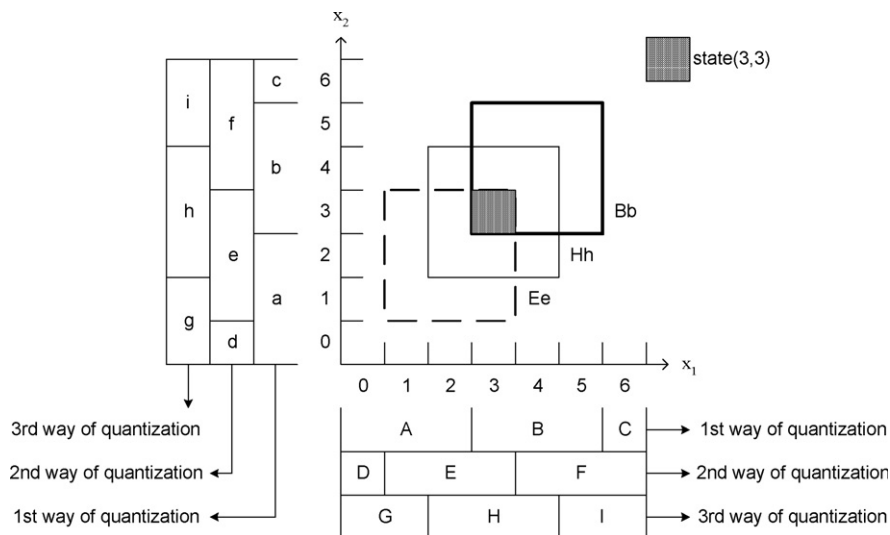 x2
state(3,3)
c
6
i
f
5
b
4
h
3
Bb
e
2
Hh
a
1
Ee
g
d
0
x1
0 1 2 3 4 5 6
3rd way of quantization
A B C 1st way of quantization
2nd way of quantization
D E F 2nd way of quantization
1st way of quantization
G H I 3rd way of quantization